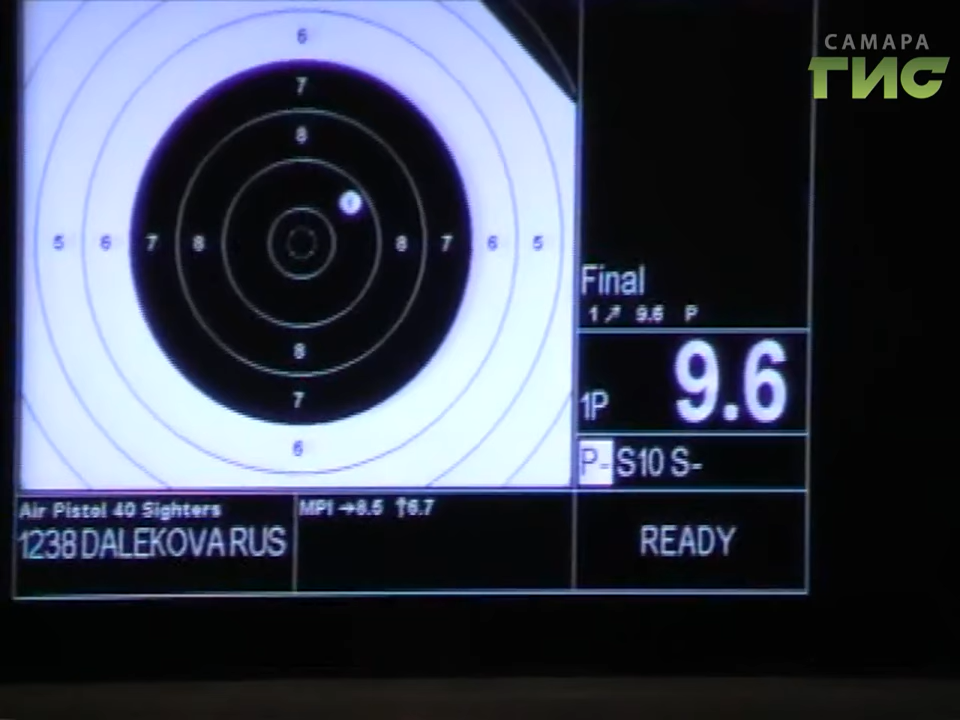 САМАРА
ГИС
6
7
8
5 6 7 8 8 7 6 5
8
7
6
Final
1 9.6 P
1P 9.6
P- S10 S-
Air Pistol 40 Sighters
1238 DALEKOVA RUS
MPI →8.5 ↑6.7
READY